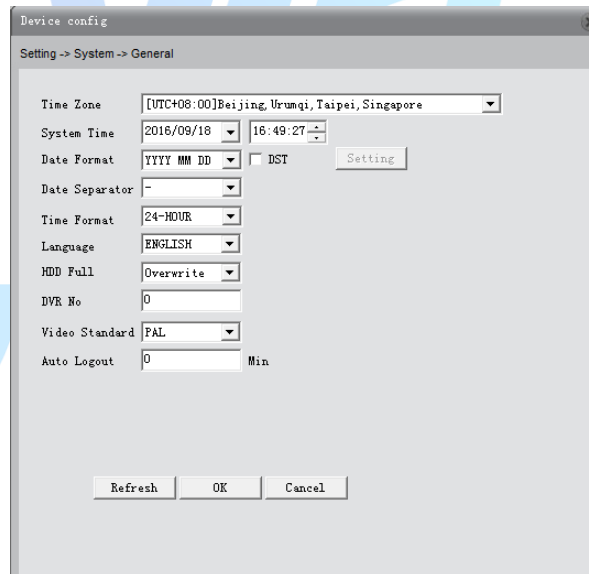 Device config
Setting -> System -> General
Time Zone [UTC+08:00]Beijing,Urumqi,Taipei,Singapore
System Time 2016/09/18 16:49:27
Date Format YYYY MM DD DST Setting
Date Separator -
Time Format 24-HOUR
Language ENGLISH
HDD Full Overwrite
DVR No 0
Video Standard PAL
Auto Logout 0 Min
Refresh OK Cancel